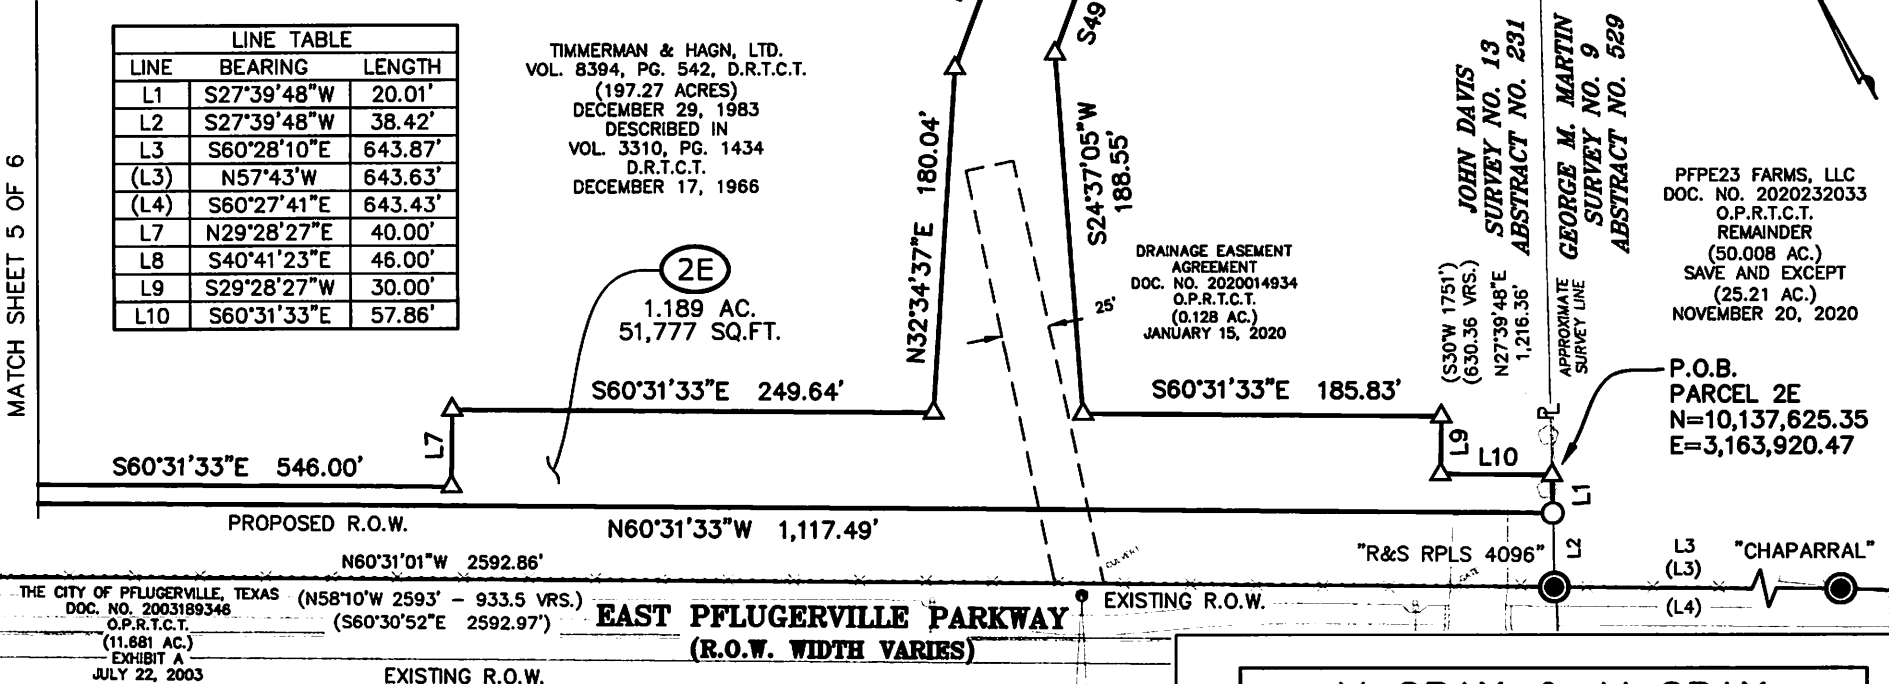 LINE TABLE
LINE BEARING LENGTH
L1 S27°39'48"W 20.01'
L2 S27°39'48"W 38.42'
L3 S60°28'10"E 643.87'
(L3) N57°43'W 643.63'
(L4) S60°27'41"E 643.43'
L7 N29°28'27"E 40.00'
L8 S40°41'23"E 46.00'
L9 S29°28'27"W 30.00'
L10 S60°31'33"E 57.86'
MATCH SHEET 5 OF 6
TIMMERMAN & HAGN, LTD.
VOL. 8394, PG. 542, D.R.T.C.T.
(197.27 ACRES)
DECEMBER 29, 1983
DESCRIBED IN
VOL. 3310, PG. 1434
D.R.T.C.T.
DECEMBER 17, 1966
2E
1.189 AC.
51,777 SQ.FT.
N32°34'37"E 180.04'
S49
S24°37'05"W
188.55'
DRAINAGE EASEMENT
AGREEMENT
DOC. NO. 2020014934
O.P.R.T.C.T.
(0.128 AC.)
JANUARY 15, 2020
25'
JOHN DAVIS
SURVEY NO. 13
ABSTRACT NO. 231
GEORGE M. MARTIN
SURVEY NO. 9
ABSTRACT NO. 529
(S30°W 1751')
(630.36 VRS.)
N27°39'48"E
1,216.36'
APPROXIMATE
SURVEY LINE
PFPE23 FARMS, LLC
DOC. NO. 2020232033
O.P.R.T.C.T.
REMAINDER
(50.008 AC.)
SAVE AND EXCEPT
(25.21 AC.)
NOVEMBER 20, 2020
P.O.B.
PARCEL 2E
N=10,137,625.35
E=3,163,920.47
S60°31'33"E 249.64'
S60°31'33"E 185.83'
PL
L7
L9
L10
L1
S60°31'33"E 546.00'
PROPOSED R.O.W.
N60°31'33"W 1,117.49'
N60°31'01"W 2592.86'
CULVERT
"R&S RPLS 4096"
L2
GATE
L3
(L3)
(L4)
"CHAPARRAL"
THE CITY OF PFLUGERVILLE, TEXAS
DOC. NO. 2003189346
O.P.R.T.C.T.
(11.681 AC.)
EXHIBIT A
JULY 22, 2003
(N58°10'W 2593' - 933.5 VRS.)
(S60°30'52"E 2592.97')
EAST PFLUGERVILLE PARKWAY
(R.O.W. WIDTH VARIES)
EXISTING R.O.W.
EXISTING R.O.W.